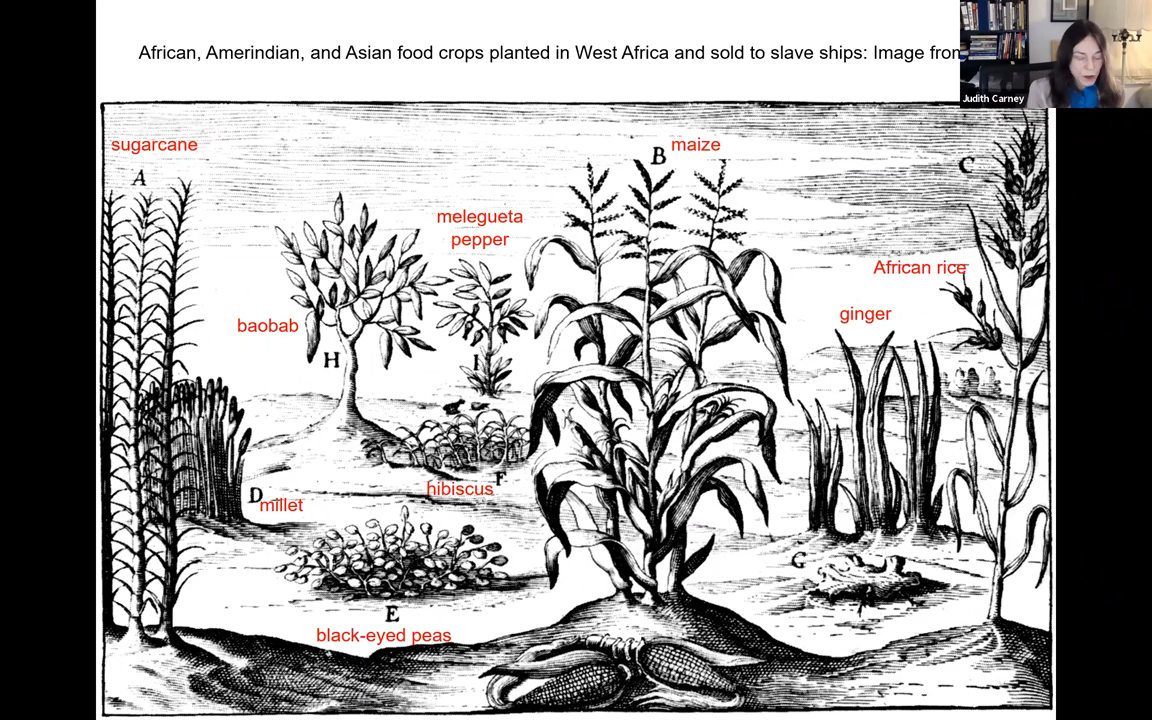 African, Amerindian, and Asian food crops planted in West Africa and sold to slave ships: Image from
Judith Carney
sugarcane
A
B maize
C
melegueta
pepper
African rice
baobab
ginger
H
I
D millet
hibiscus F
G
E
black-eyed peas